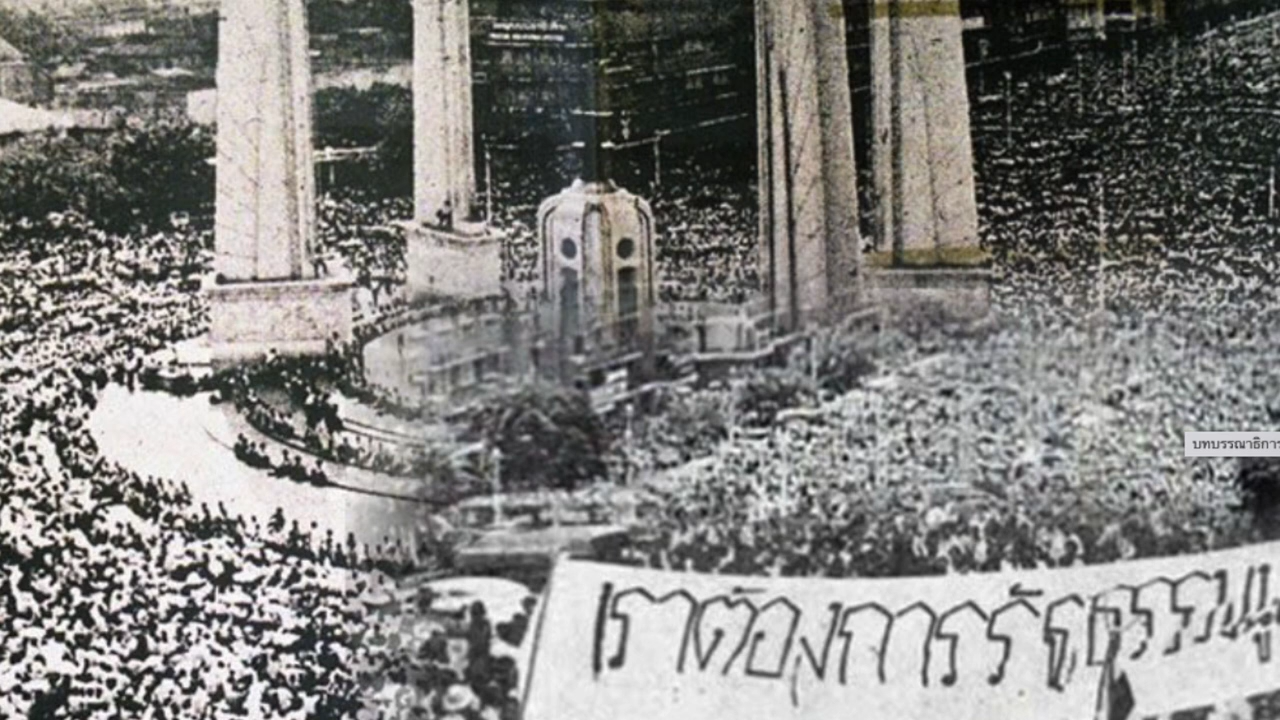 บทบรรณาธิการ
เราต้องการรัฐธรรมนู